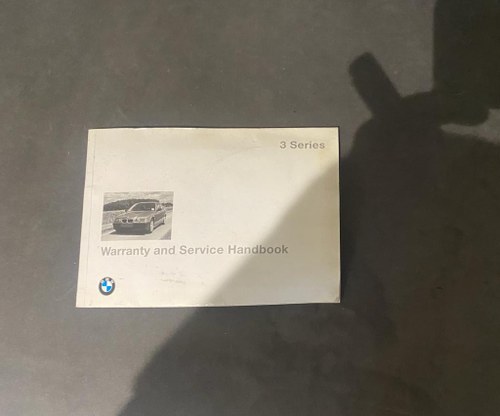 3 Series
Warranty and Service Handbook